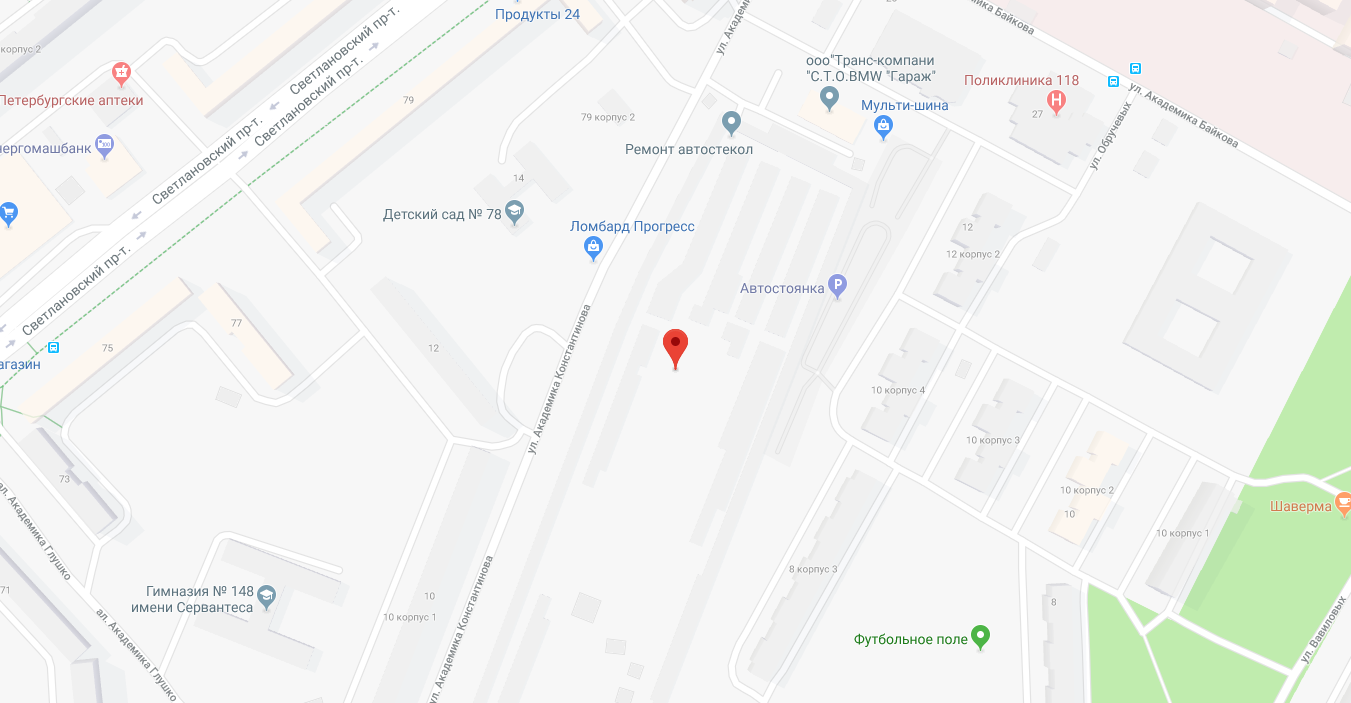 Продукты 24
ул. Академи
мика Байкова
корпус 2
Светлановский пр-т.
Светлановский пр-т.
ооо"Транс-компани
"С.Т.О.BMW "Гараж"
Поликлиника 118
Петербургские аптеки
79
Мульти-шина
27
ул. Академика Байкова
79 корпус 2
Светлановский пр-т.
Светлановский пр-т.
нергомашбанк
Ремонт автостекол
ул. Обручевых
14
Светлановский пр-т.
Детский сад № 78
Ломбард Прогресс
12
12 корпус 2
Светлановский пр-т.
Автостоянка
P
77
75
12
агазин
ул. Академика Константинова
10 корпус 4
10 корпус 3
73
10 корпус 2
10
Шаверма
ал. Академика Глушко
10 корпус 1
8 корпус 3
71
Гимназия № 148
имени Сервантеса
10
10 корпус 1
ул. Академика Константинова
8
ал. Академика Глушко
Футбольное поле
ул. Вавиловых